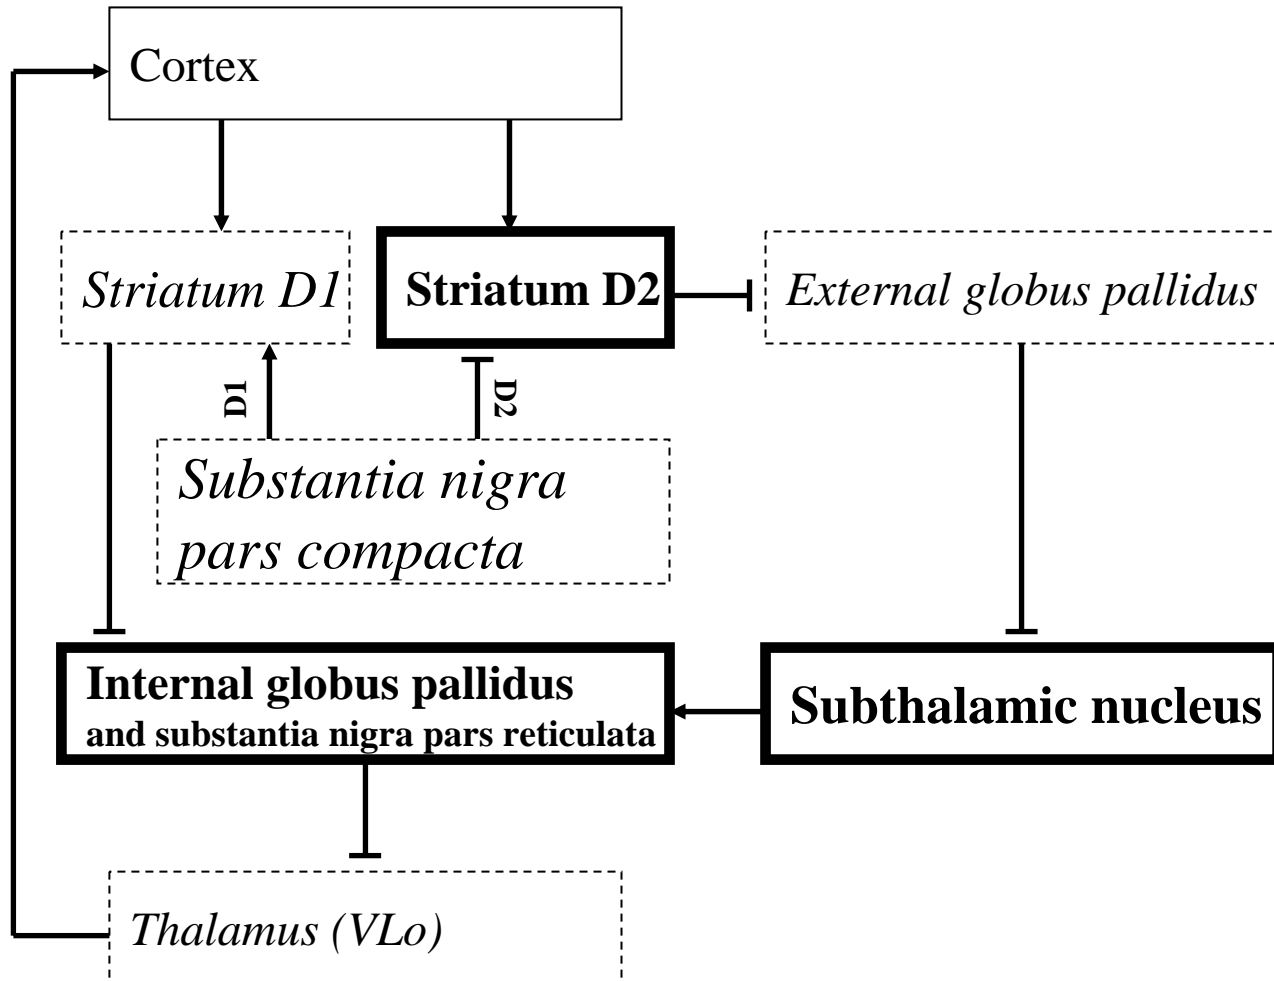 Cortex
Striatum D1
Striatum D2
External globus pallidus
D1
D2
Substantia nigra
pars compacta
Internal globus pallidus
and substantia nigra pars reticulata
Subthalamic nucleus
Thalamus (VLo)